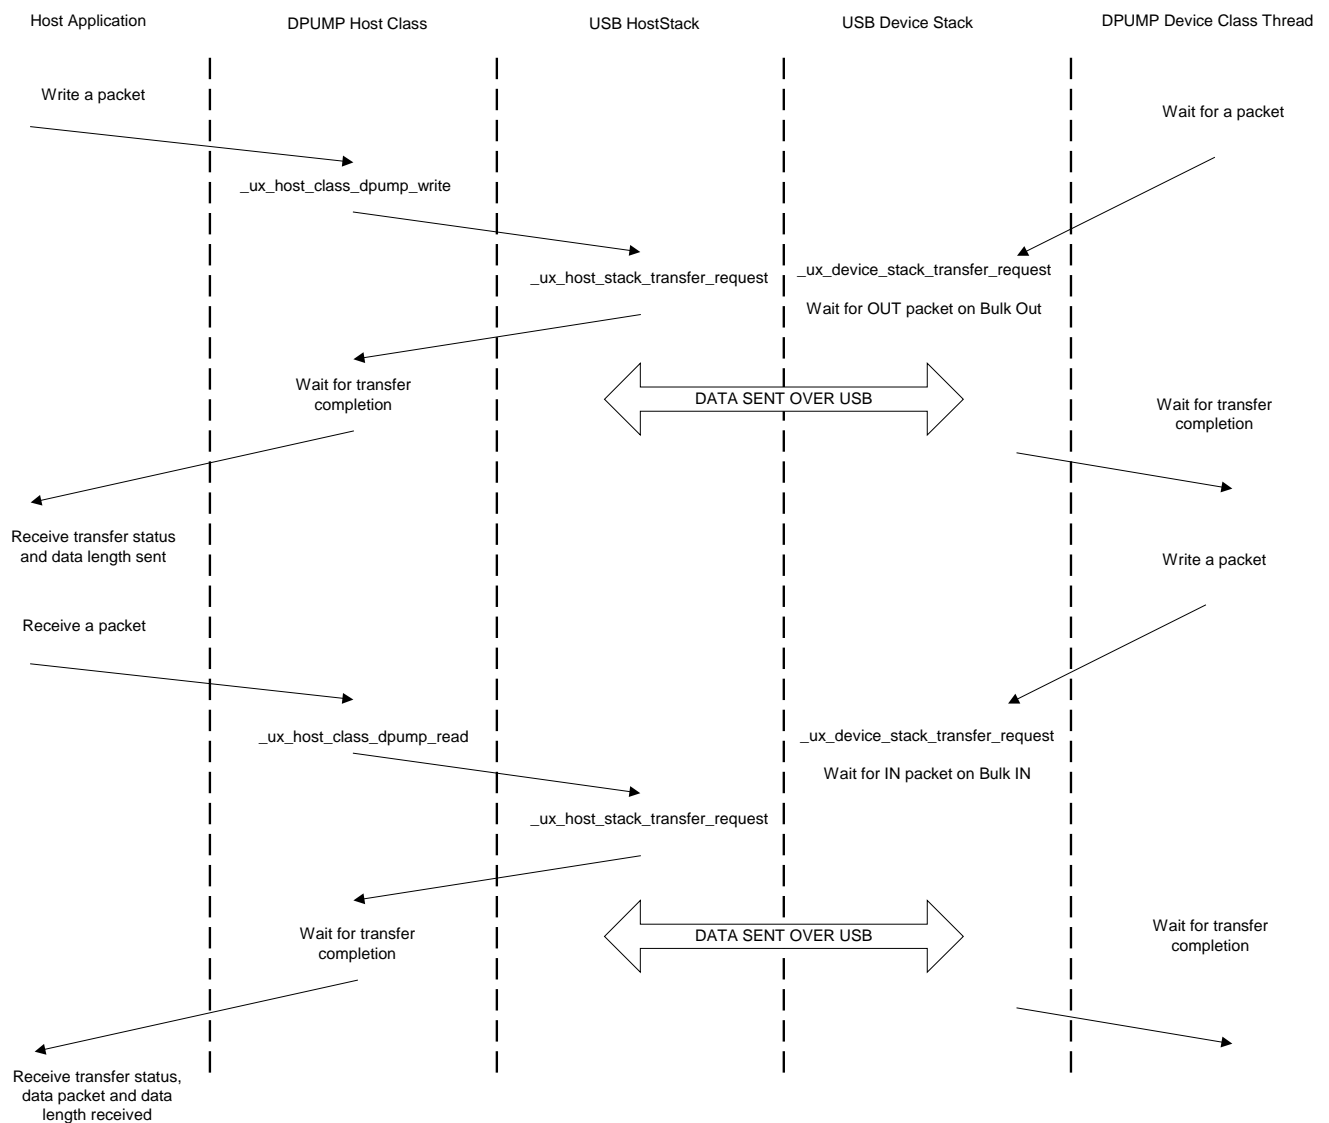 Host Application
DPUMP Host Class
USB HostStack
USB Device Stack
DPUMP Device Class Thread
Write a packet
Wait for a packet
_ux_host_class_dpump_write
_ux_host_stack_transfer_request
_ux_device_stack_transfer_request
Wait for OUT packet on Bulk Out
Wait for transfer
completion
DATA SENT OVER USB
Wait for transfer
completion
Receive transfer status
and data length sent
Write a packet
Receive a packet
_ux_host_class_dpump_read
_ux_device_stack_transfer_request
Wait for IN packet on Bulk IN
_ux_host_stack_transfer_request
Wait for transfer
completion
DATA SENT OVER USB
Wait for transfer
completion
Receive transfer status,
data packet and data
length received